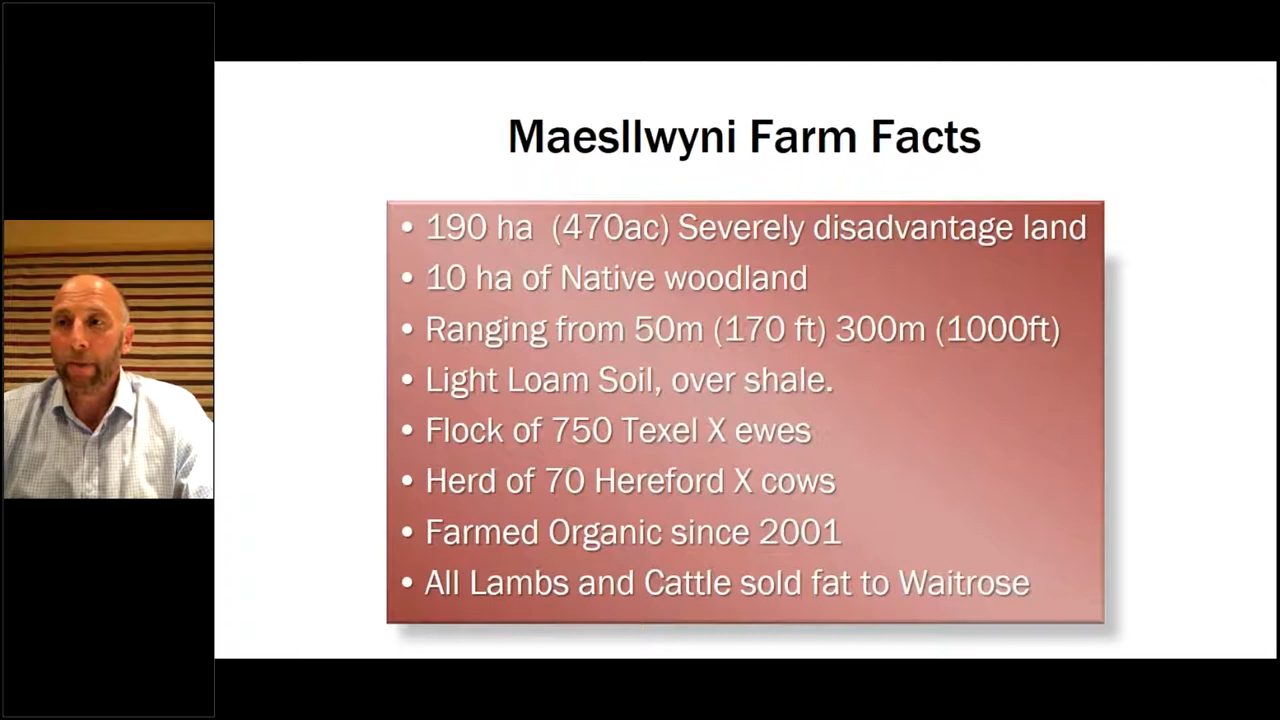 Maesllwyni Farm Facts
• 190 ha (470ac) Severely disadvantage land
• 10 ha of Native woodland
• Ranging from 50m (170 ft) 300m (1000ft)
• Light Loam Soil, over shale.
• Flock of 750 Texel X ewes
• Herd of 70 Hereford X cows
• Farmed Organic since 2001
• All Lambs and Cattle sold fat to Waitrose